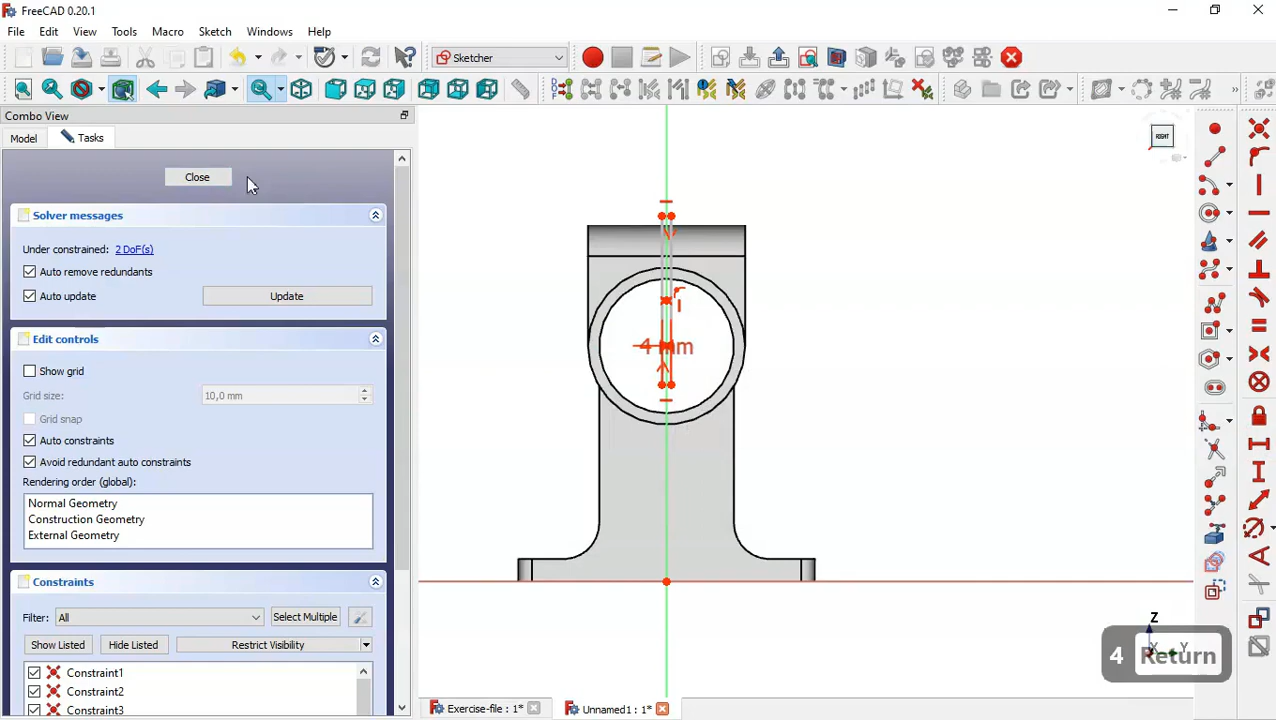 FreeCAD 0.20.1
File Edit View Tools Macro Sketch Windows Help
Sketcher
Combo View
Model Tasks
RIGHT
Close
Solver messages
Under constrained: 2 DoF(s)
Auto remove redundants
Auto update Update
Edit controls
Show grid
Grid size: 10,0 mm
Grid snap
Auto constraints
Avoid redundant auto constraints
Rendering order (global):
Normal Geometry
Construction Geometry
External Geometry
4 mm
Constraints
Filter: All Select Multiple
Show Listed Hide Listed Restrict Visibility
Constraint1
Constraint2
Constraint3
Z
X Y
4 Return
Exercise-file : 1* Unnamed1 : 1*